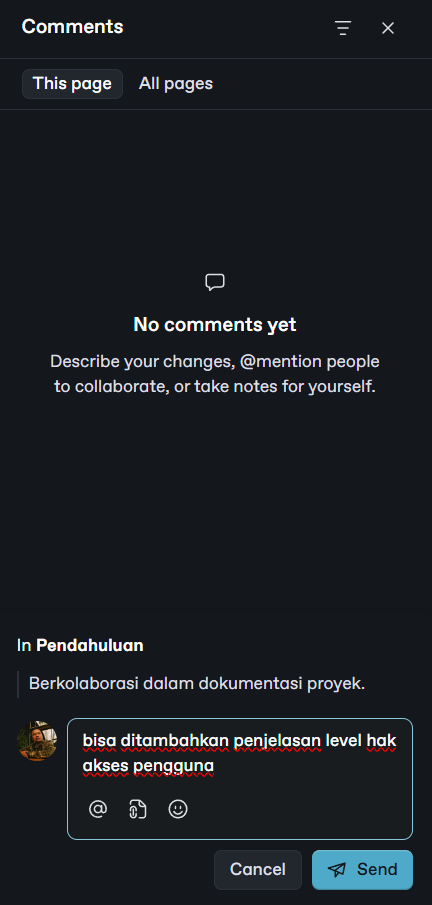 Comments
This page
All pages
No comments yet
Describe your changes, @mention people
to collaborate, or take notes for yourself.
In Pendahuluan
Berkolaborasi dalam dokumentasi proyek.
bisa ditambahkan penjelasan level hak
akses pengguna
Cancel
Send